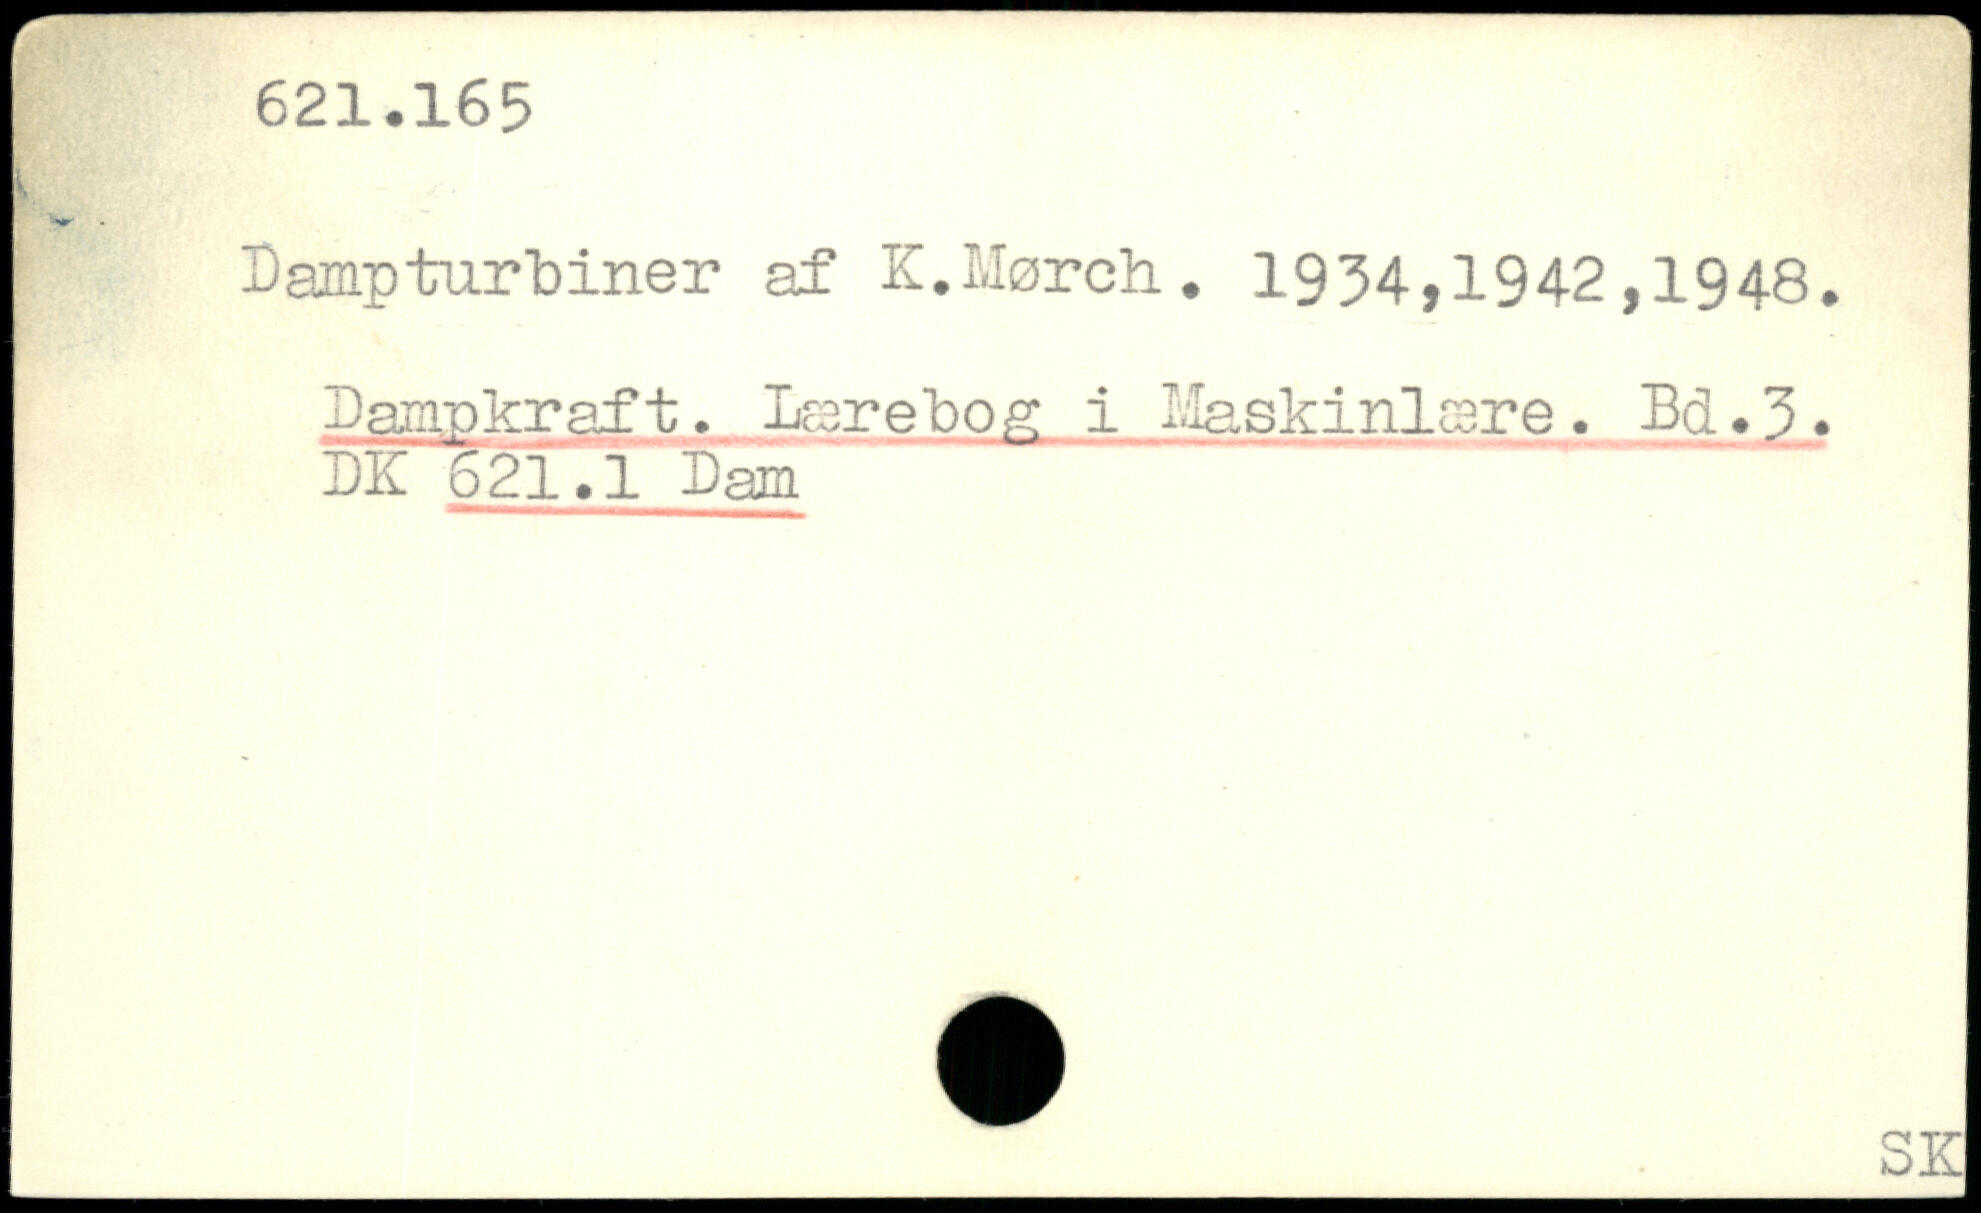 621.165
Dampturbiner af K.Mørch. 1934,1942,1948.
Dampkraft. Lærebog i Maskinlære. Bd.3.
DK 621.1 Dam
SK